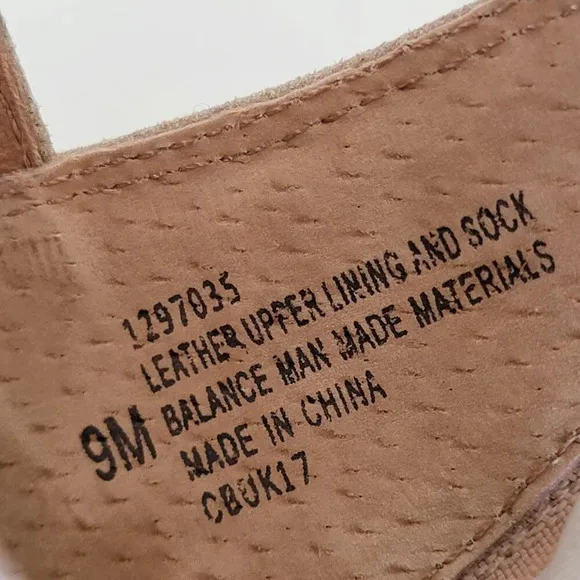 1297035
LEATHER UPPER LINING AND SOCK
9M BALANCE MAN MADE MATERIALS
MADE IN CHINA
CBUK17